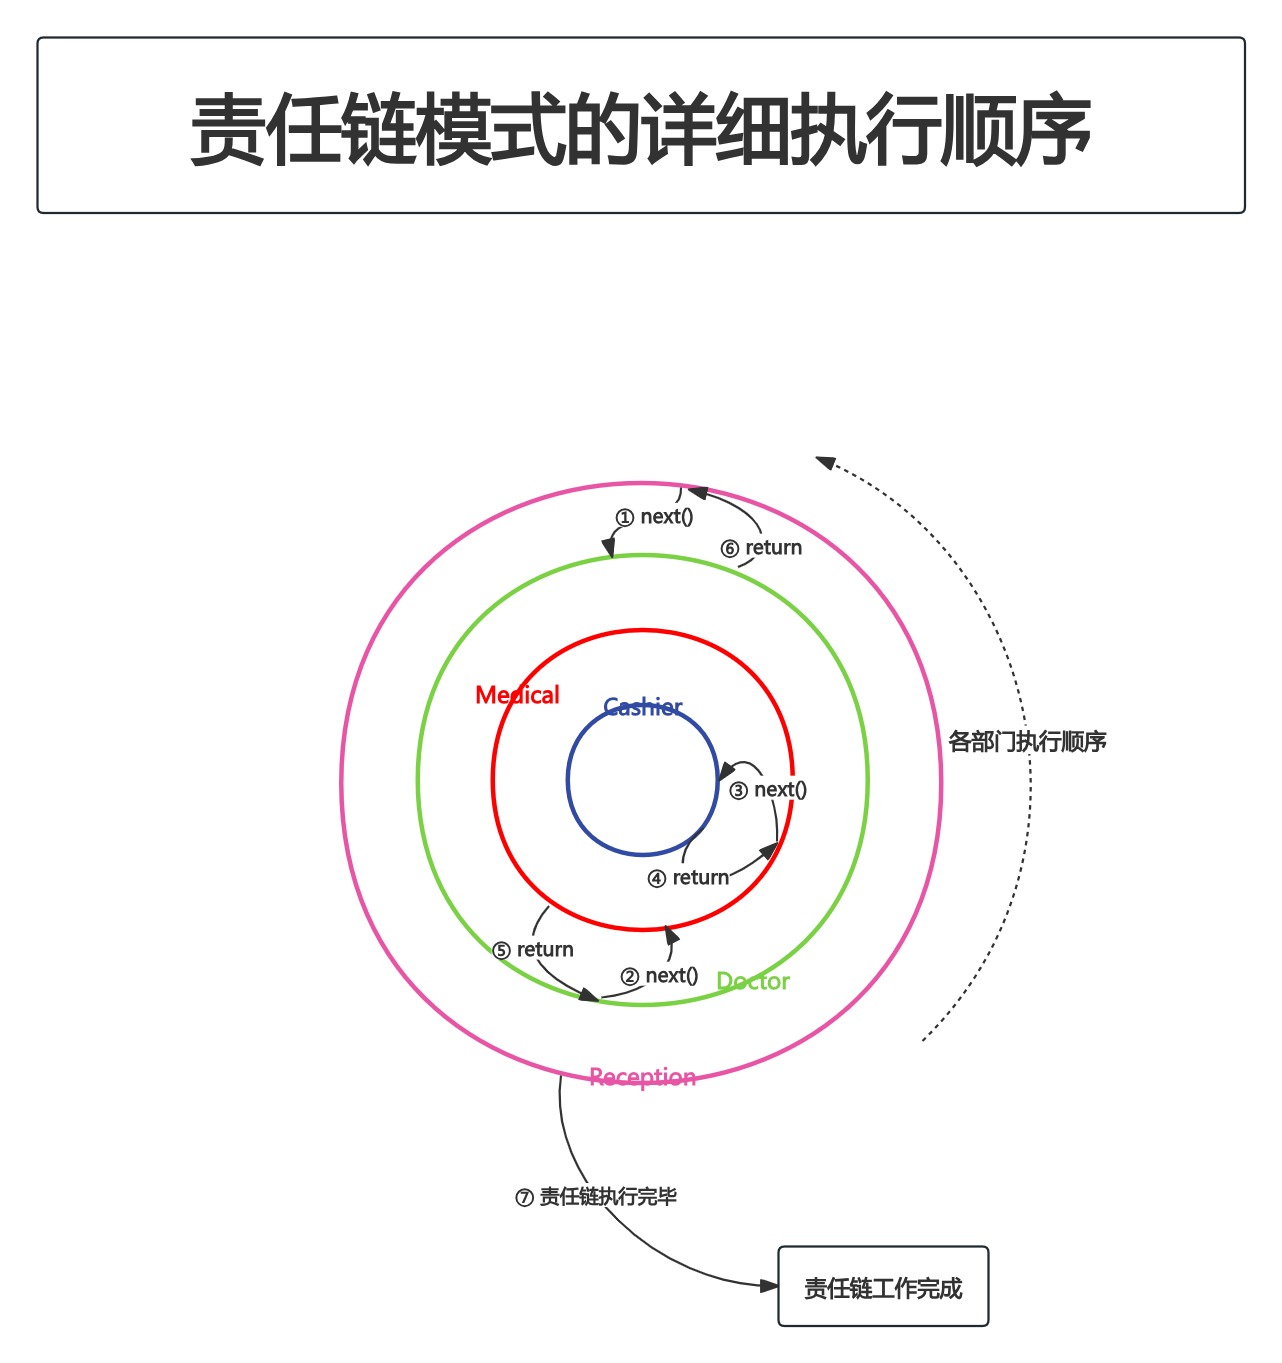 责任链模式的详细执行顺序
① next()
⑥ return
Medical
Cashier
各部门执行顺序
③ next()
④ return
⑤ return
② next()
Doctor
Reception
⑦ 责任链执行完毕
责任链工作完成